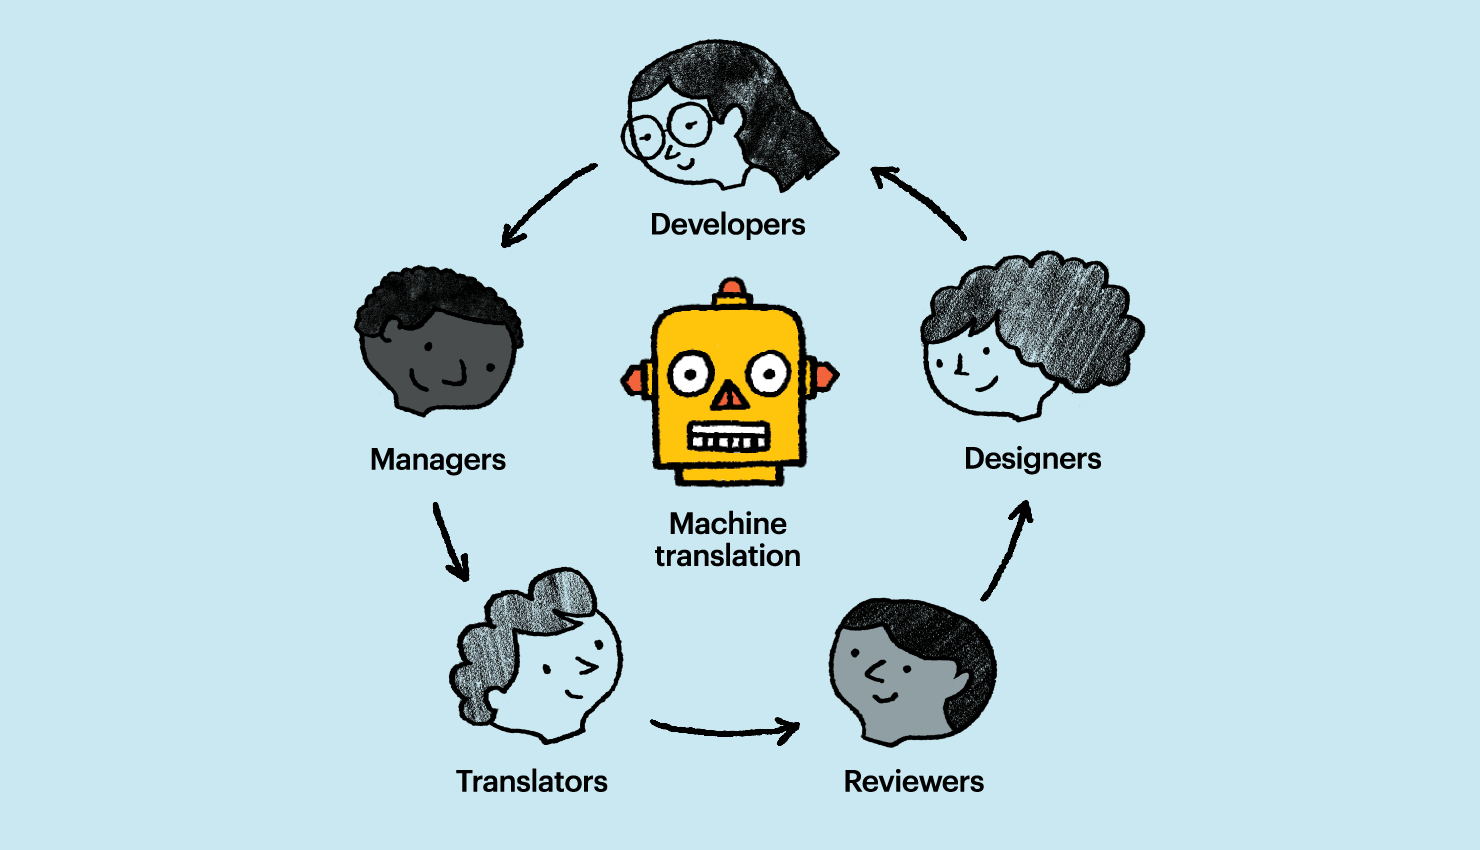 Developers
Managers
Designers
Machine
translation
Translators
Reviewers